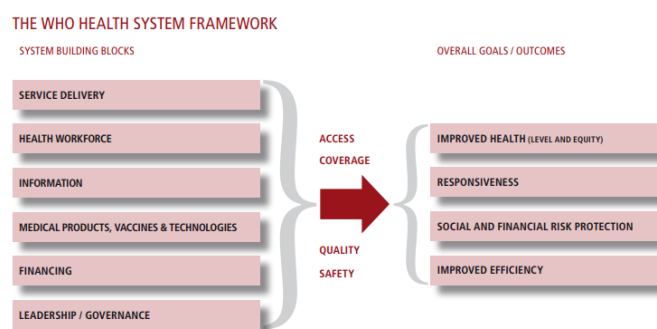 THE WHO HEALTH SYSTEM FRAMEWORK
SYSTEM BUILDING BLOCKS
OVERALL GOALS / OUTCOMES
SERVICE DELIVERY
HEALTH WORKFORCE
INFORMATION
MEDICAL PRODUCTS, VACCINES & TECHNOLOGIES
FINANCING
LEADERSHIP / GOVERNANCE
ACCESS
COVERAGE
QUALITY
SAFETY
IMPROVED HEALTH (LEVEL AND EQUITY)
RESPONSIVENESS
SOCIAL AND FINANCIAL RISK PROTECTION
IMPROVED EFFICIENCY